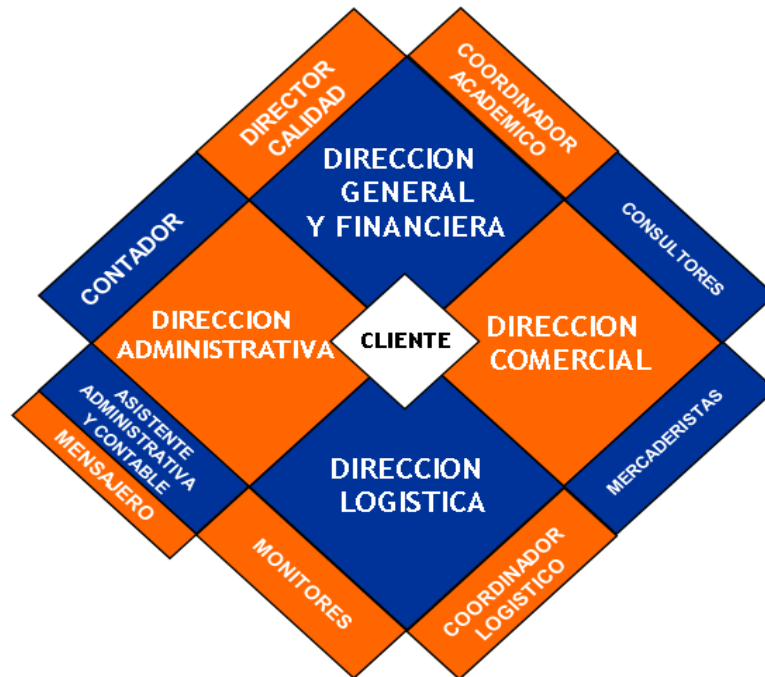 DIRECTOR
CALIDAD
COORDINADOR
ACADEMICO
DIRECCION
GENERAL
Y FINANCIERA
CONTADOR
CONSULTORES
DIRECCION
ADMINISTRATIVA
CLIENTE
DIRECCION
COMERCIAL
ASISTENTE
ADMINISTRATIVA
Y CONTABLE
MENSAJERO
DIRECCION
LOGISTICA
MERCADERISTAS
MONITORES
COORDINADOR
LOGISTICO